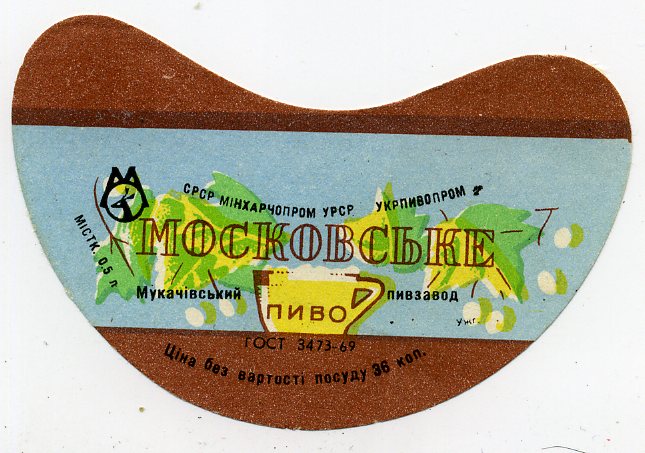 СРСР МІНХАРЧОПРОМ УРСР УКРПИВОПРОМ
МІСТК. 0,5 л
МОСКОВСЬКЕ
Мукачівський пивзавод
ПИВО
Ужг.
ГОСТ 3473-69
Ціна без вартості посуду 36 коп.